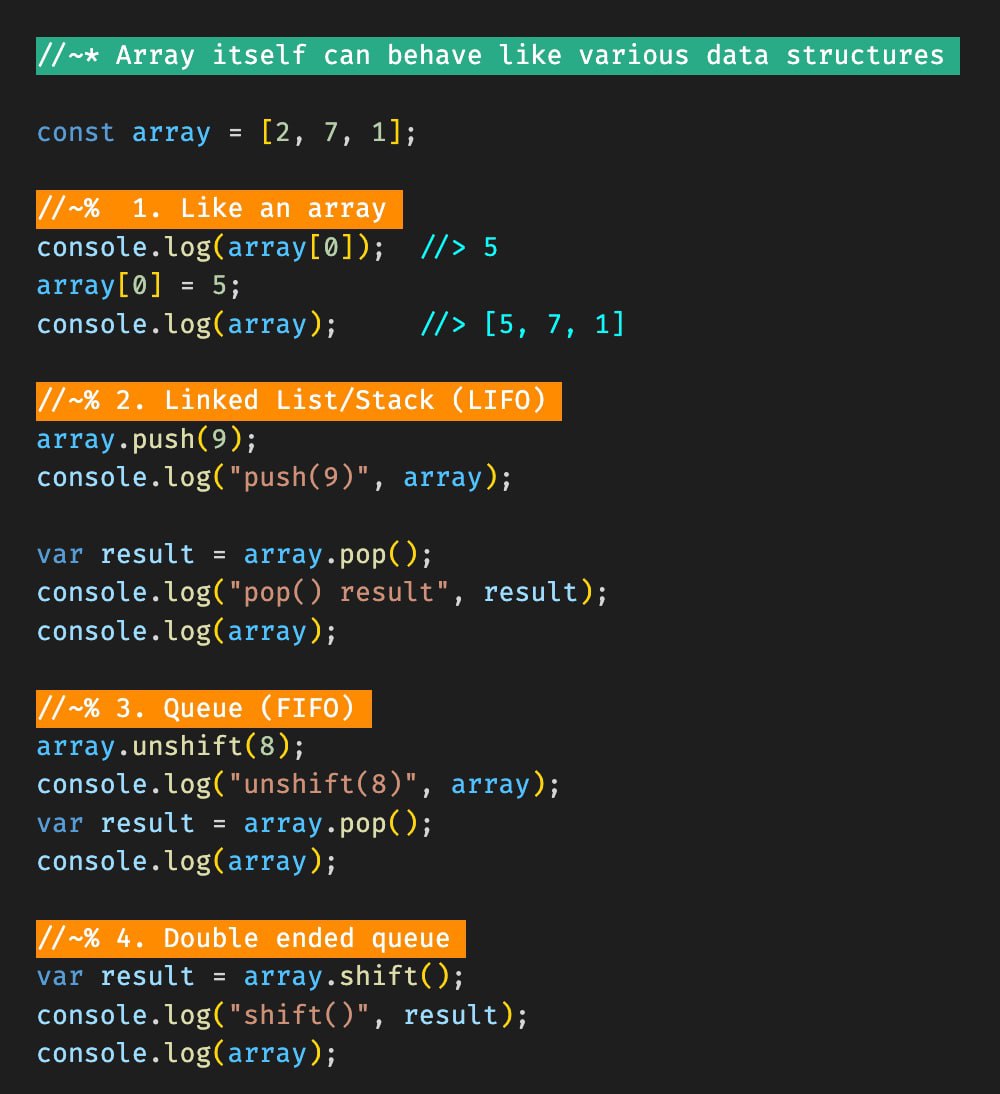 //~* Array itself can behave like various data structures
const array = [2, 7, 1];
//~%  1. Like an array
console.log(array[0]);  //> 5
array[0] = 5;
console.log(array);     //> [5, 7, 1]
//~% 2. Linked List/Stack (LIFO)
array.push(9);
console.log("push(9)", array);
var result = array.pop();
console.log("pop() result", result);
console.log(array);
//~% 3. Queue (FIFO)
array.unshift(8);
console.log("unshift(8)", array);
var result = array.pop();
console.log(array);
//~% 4. Double ended queue
var result = array.shift();
console.log("shift()", result);
console.log(array);